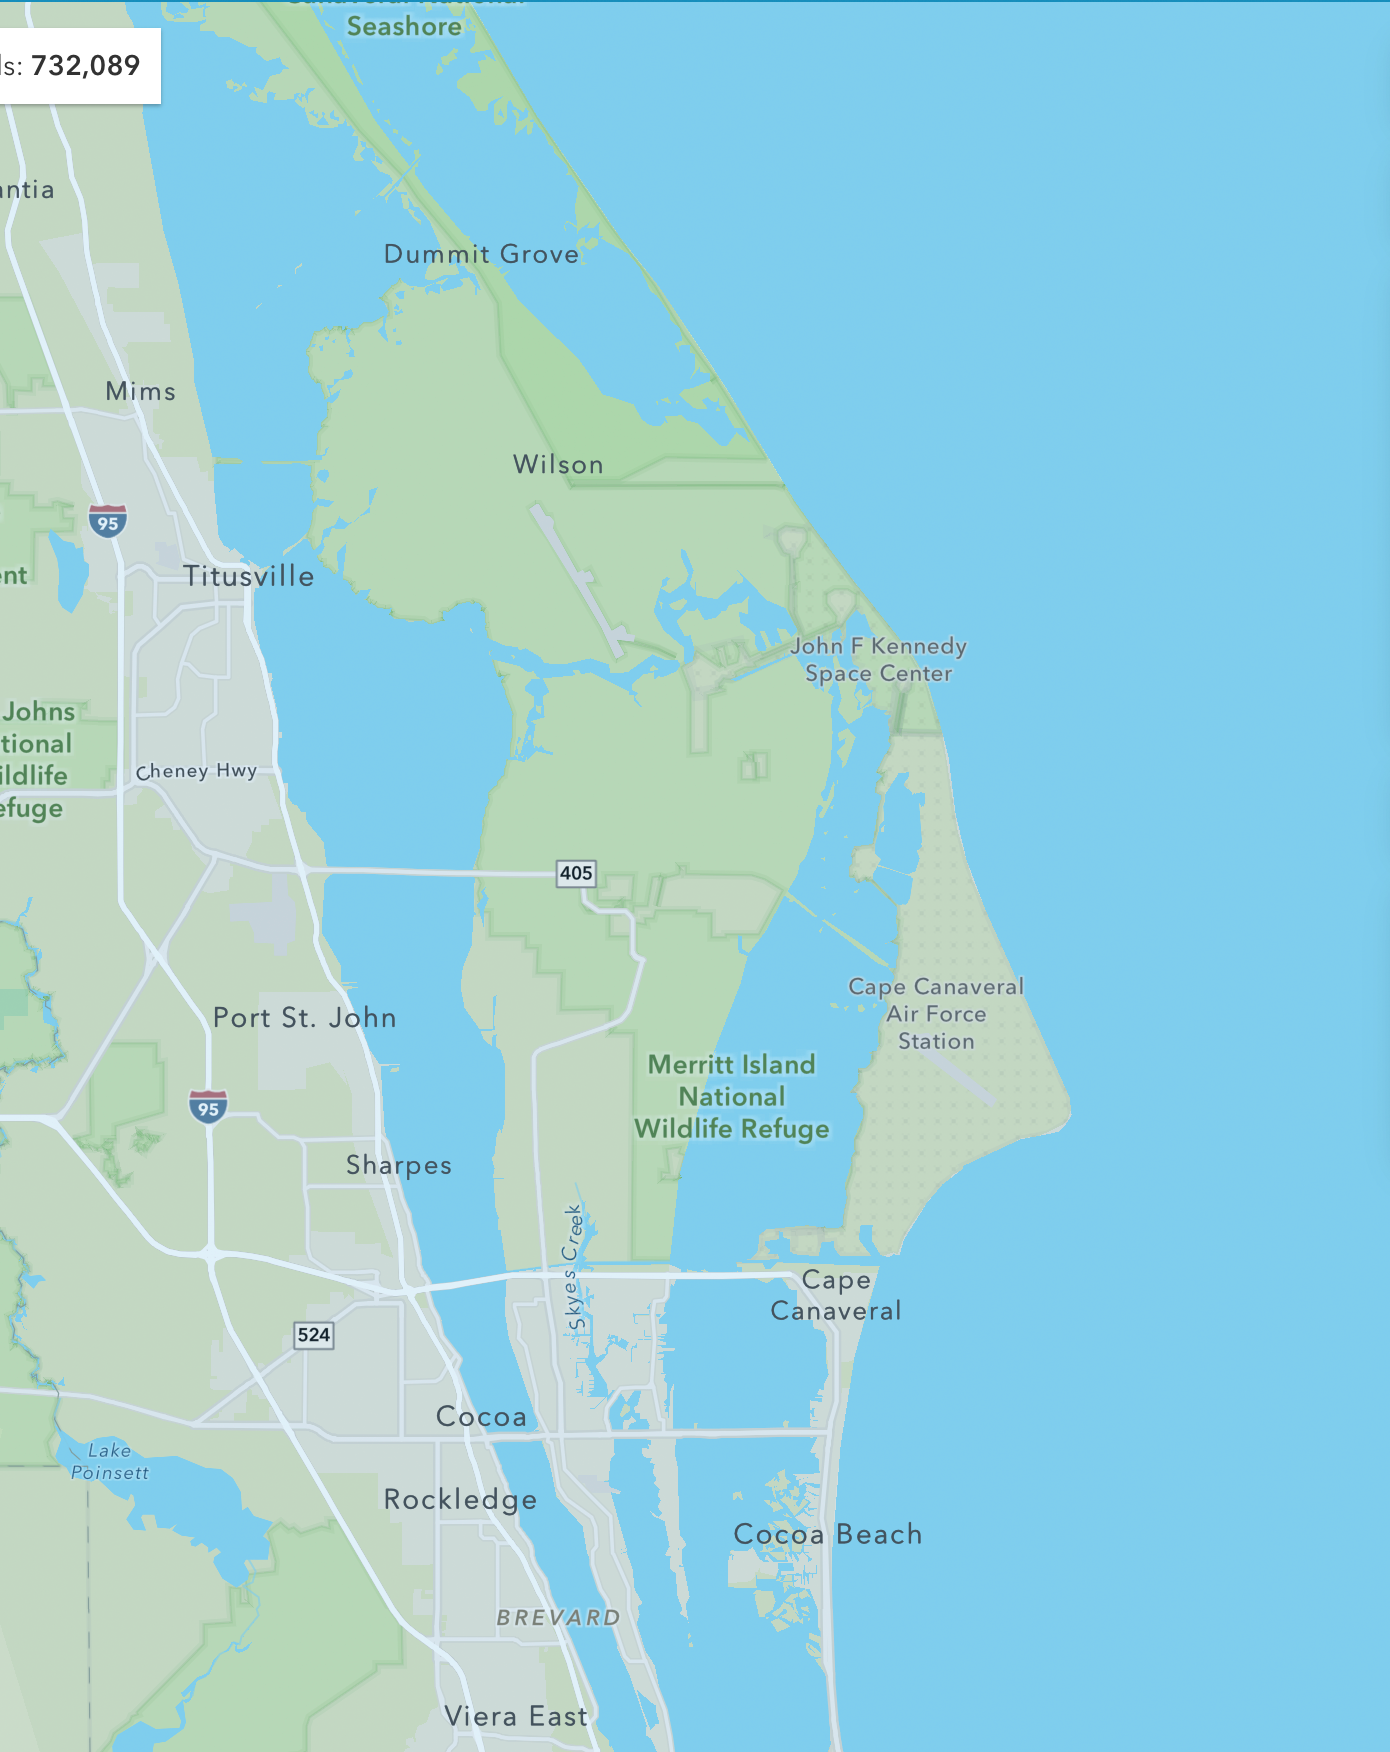 Seashore
ls: 732,089
antia
Dummit Grove
Mims
Wilson
95
Titusville
ent
John F Kennedy
Space Center
Johns
tional
ildlife
efuge
Cheney Hwy
405
Cape Canaveral
Air Force
Station
Port St. John
Merritt Island
National
Wildlife Refuge
95
Sharpes
Skyes Creek
Cape
Canaveral
524
Cocoa
Lake
Poinsett
Rockledge
Cocoa Beach
BREVARD
Viera East